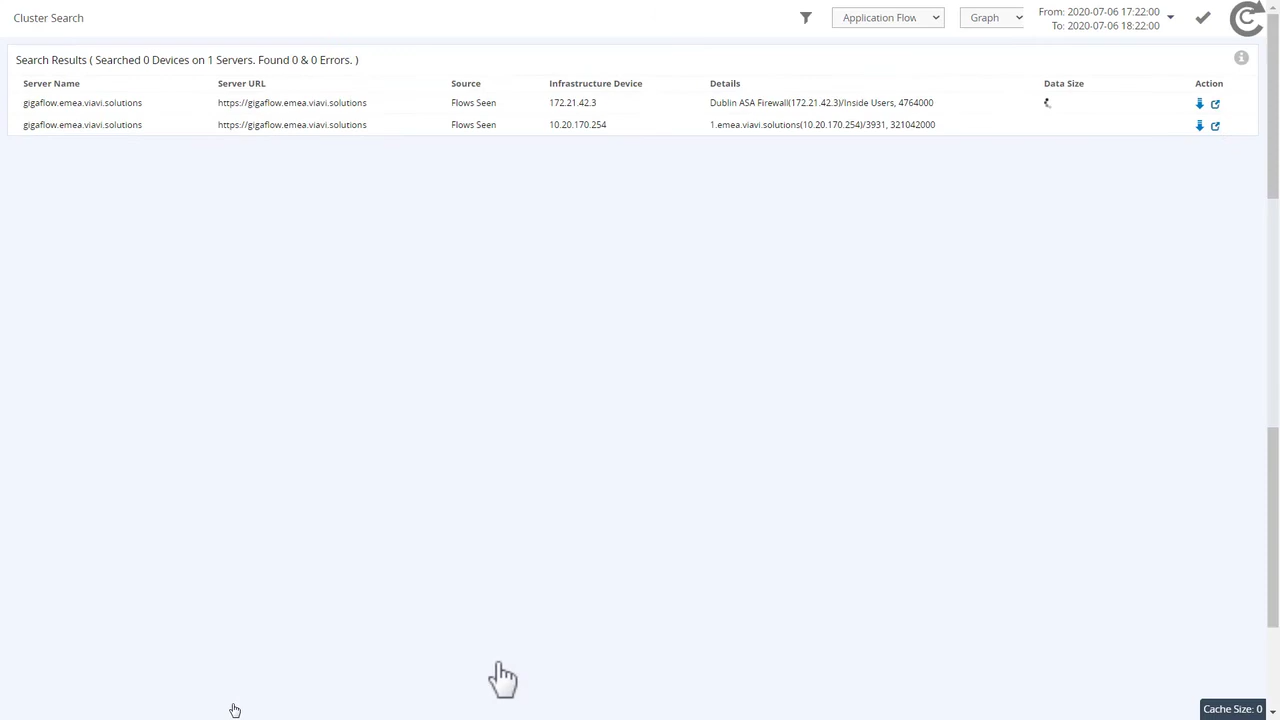 Cluster Search
Application Flow
Graph
From: 2020-07-06 17:22:00
To: 2020-07-06 18:22:00
Search Results ( Searched 0 Devices on 1 Servers. Found 0 & 0 Errors. )
Server Name Server URL Source Infrastructure Device Details Data Size Action
gigaflow.emea.viavi.solutions https://gigaflow.emea.viavi.solutions Flows Seen 172.21.42.3 Dublin ASA Firewall(172.21.42.3)/Inside Users, 4764000
gigaflow.emea.viavi.solutions https://gigaflow.emea.viavi.solutions Flows Seen 10.20.170.254 1.emea.viavi.solutions(10.20.170.254)/3931, 321042000
Cache Size: 0